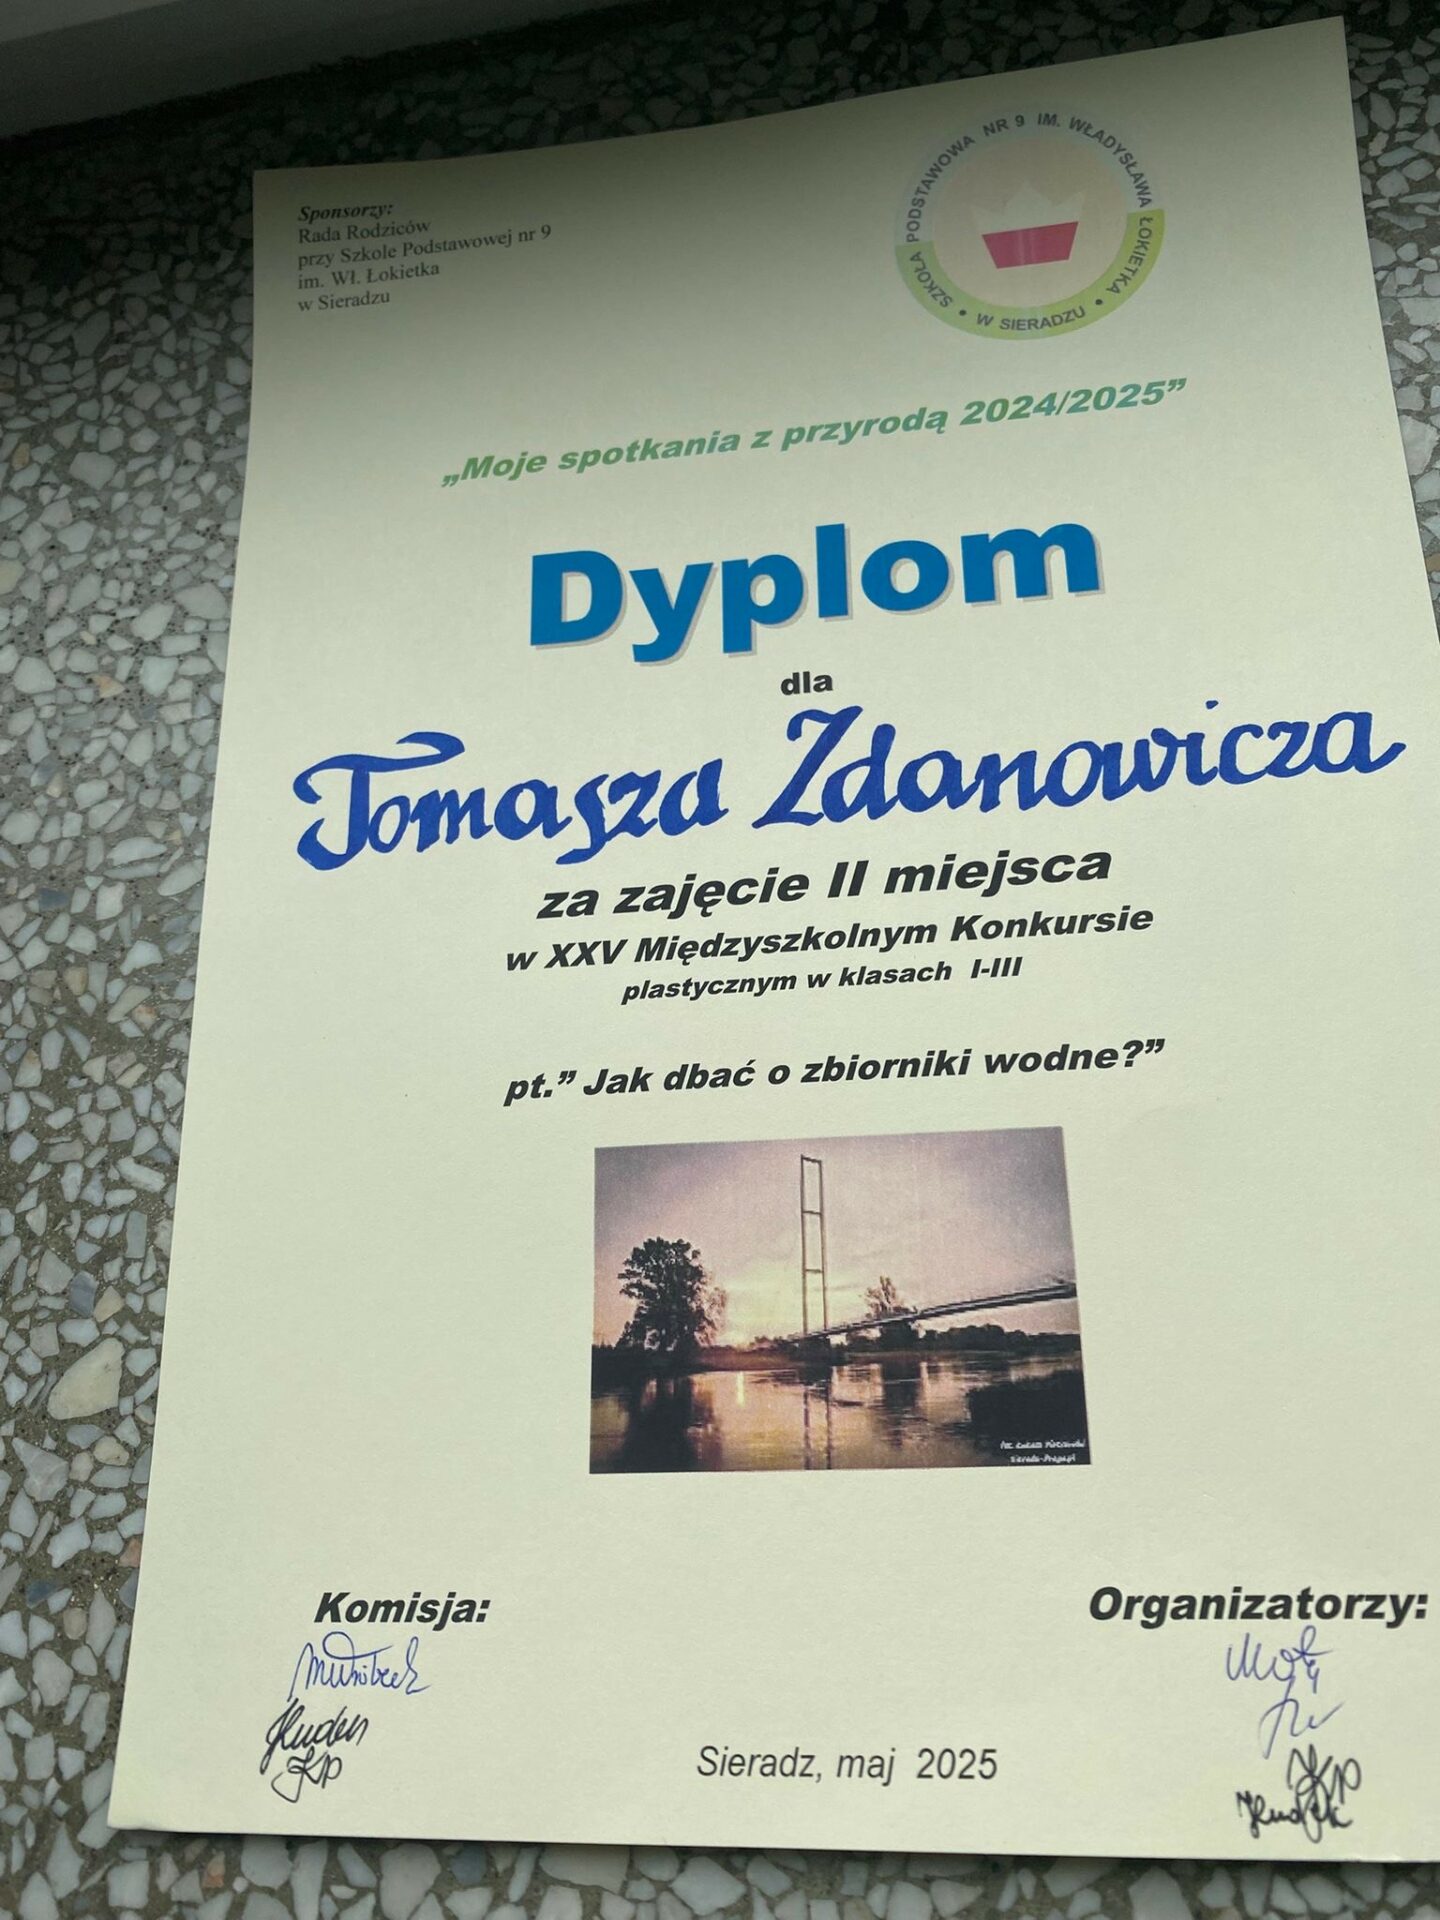 Sponsorzy:
Rada Rodziców
przy Szkole Podstawowej nr 9
im. Wł. Łokietka
w Sieradzu
SZKOŁA PODSTAWOWA NR 9 IM. WŁADYSŁAWA ŁOKIETKA
• W SIERADZU •
„Moje spotkania z przyrodą 2024/2025”
Dyplom
dla
Tomasza Zdanowicza
za zajęcie II miejsca
w XXV Międzyszkolnym Konkursie
plastycznym w klasach I-III
pt.” Jak dbać o zbiorniki wodne?”
Komisja:
Organizatorzy:
Sieradz, maj 2025